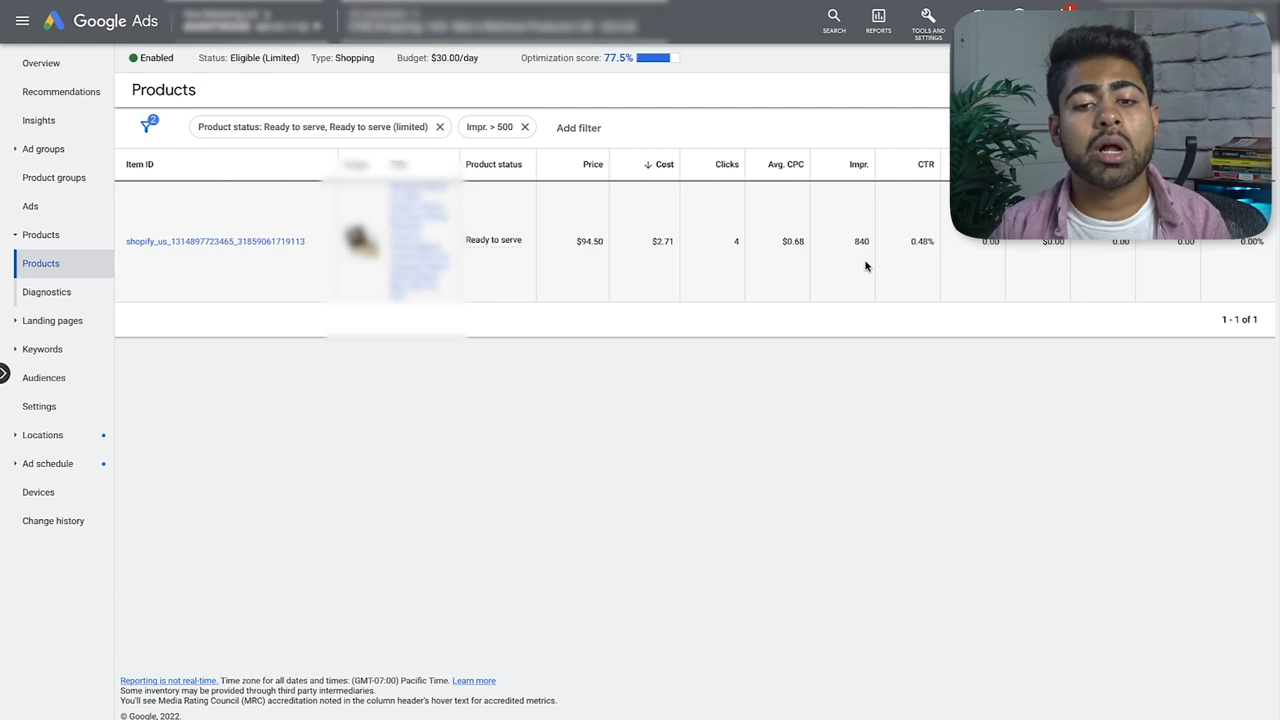 Google Ads
SEARCH
REPORTS
TOOLS AND
SETTINGS
Overview
Enabled
Status: Eligible (Limited)
Type: Shopping
Budget: $30.00/day
Optimization score: 77.5%
Recommendations
Products
Insights
2
Product status: Ready to serve, Ready to serve (limited)
Impr. > 500
Add filter
Ad groups
Item ID
Product status
Price
Cost
Clicks
Avg. CPC
Impr.
CTR
Product groups
Ads
Products
shopify_us_1314897723465_31859061719113
Ready to serve
$94.50
$2.71
4
$0.68
840
0.48%
0.00
$0.00
0.00
0.00
0.00%
Products
Diagnostics
Landing pages
1 - 1 of 1
Keywords
Audiences
Settings
Locations
Ad schedule
Devices
Change history
Reporting is not real-time. Time zone for all dates and times: (GMT-07:00) Pacific Time. Learn more
Some inventory may be provided through third party intermediaries.
You'll see Media Rating Council (MRC) accreditation noted in the column header's hover text for accredited metrics.
© Google, 2022.